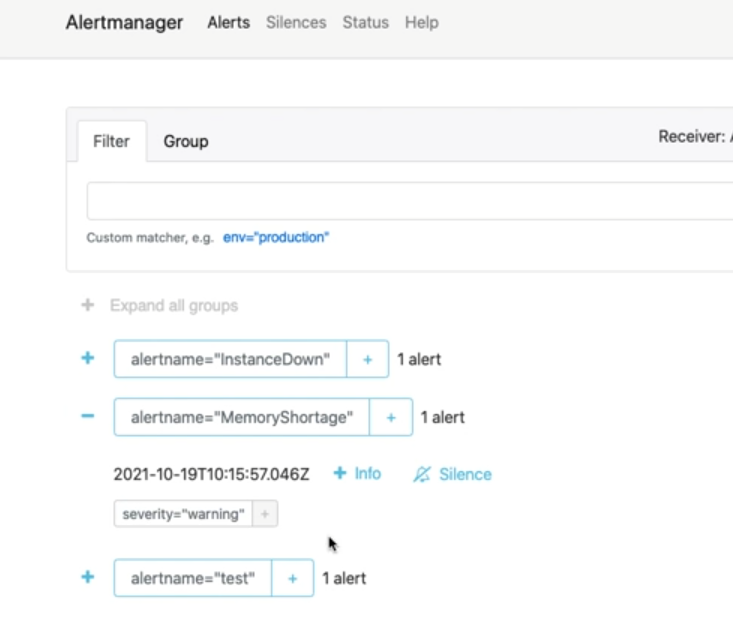 Alertmanager Alerts Silences Status Help
Filter Group Receiver:
Custom matcher, e.g. env="production"
+ Expand all groups
+ alertname="InstanceDown" + 1 alert
− alertname="MemoryShortage" + 1 alert
2021-10-19T10:15:57.046Z + Info Silence
severity="warning" +
+ alertname="test" + 1 alert